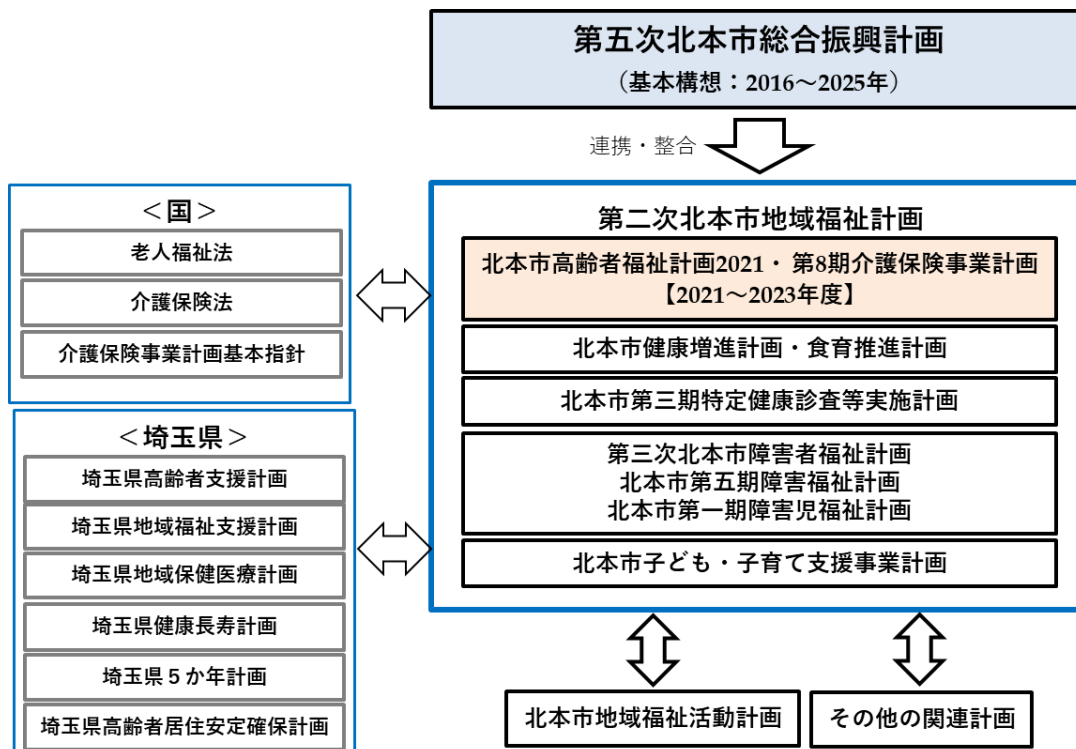 第五次北本市総合振興計画
（基本構想：2016～2025年）
連携・整合
＜国＞
老人福祉法
介護保険法
介護保険事業計画基本指針
＜埼玉県＞
埼玉県高齢者支援計画
埼玉県地域福祉支援計画
埼玉県地域保健医療計画
埼玉県健康長寿計画
埼玉県５か年計画
埼玉県高齢者居住安定確保計画
第二次北本市地域福祉計画
北本市高齢者福祉計画2021・ 第8期介護保険事業計画
【2021～2023年度】
北本市健康増進計画・食育推進計画
北本市第三期特定健康診査等実施計画
第三次北本市障害者福祉計画
北本市第五期障害福祉計画
北本市第一期障害児福祉計画
北本市子ども・子育て支援事業計画
北本市地域福祉活動計画
その他の関連計画